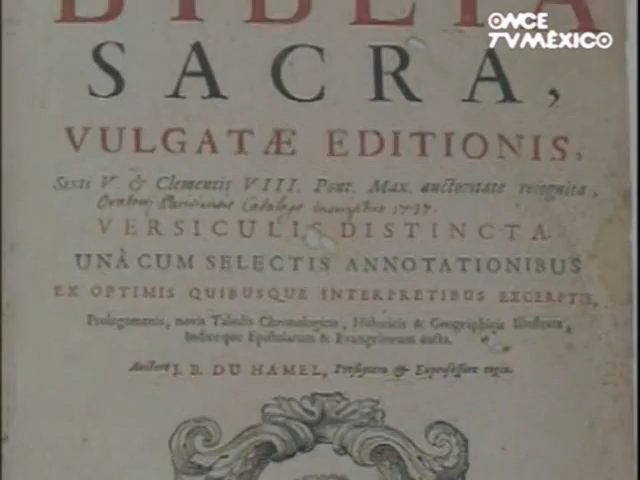 BIBLIA
ONCE
TV MÉXICO
SACRA,
VULGATÆ EDITIONIS,
Sixti V. & Clementis VIII. Pont. Max. auctoritate recognita,
VERSICULIS DISTINCTA
UNÀ CUM SELECTIS ANNOTATIONIBUS
EX OPTIMIS QUIBUSQUE INTERPRETIBUS EXCERPTIS,
Prolegomenis, novis Tabulis Chronologicis, Historicis & Geographicis illustrata,
Indiceque Epistolarum & Evangeliorum aucta.
Auctore J. B. DU HAMEL, Presbytero & Exprofessore regio.